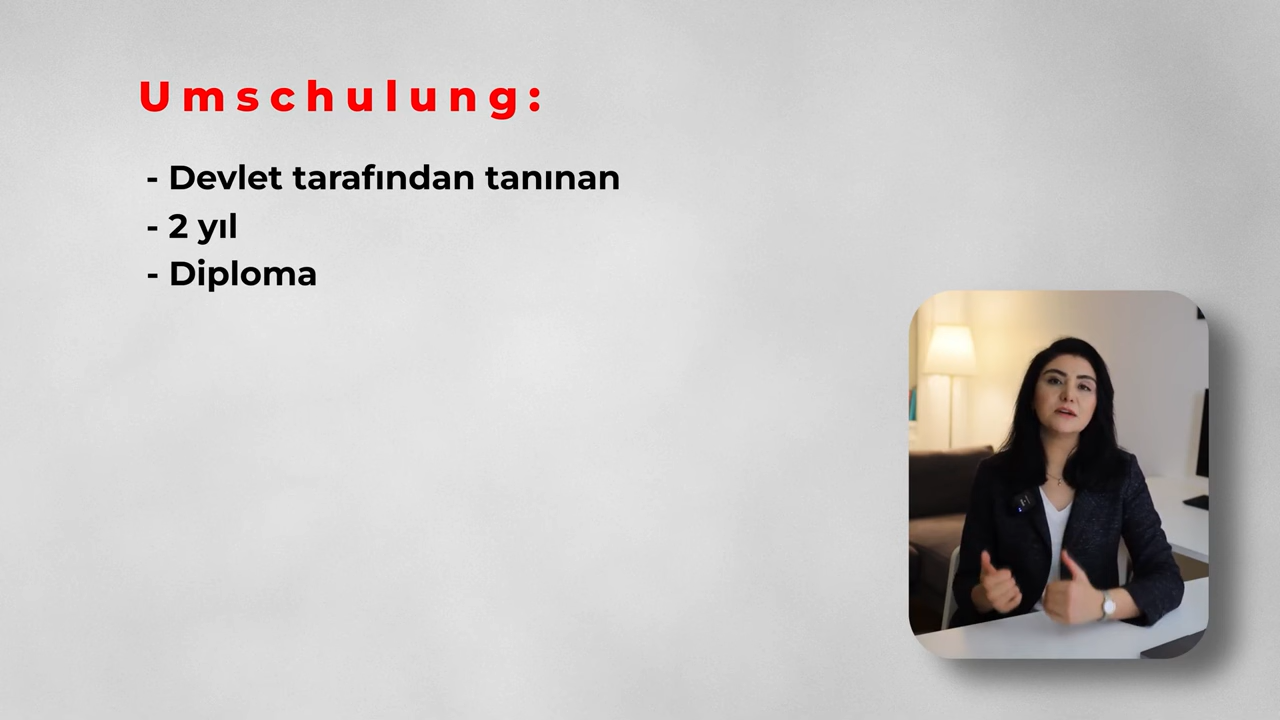 Umschulung:
- Devlet tarafından tanınan
- 2 yıl
- Diploma